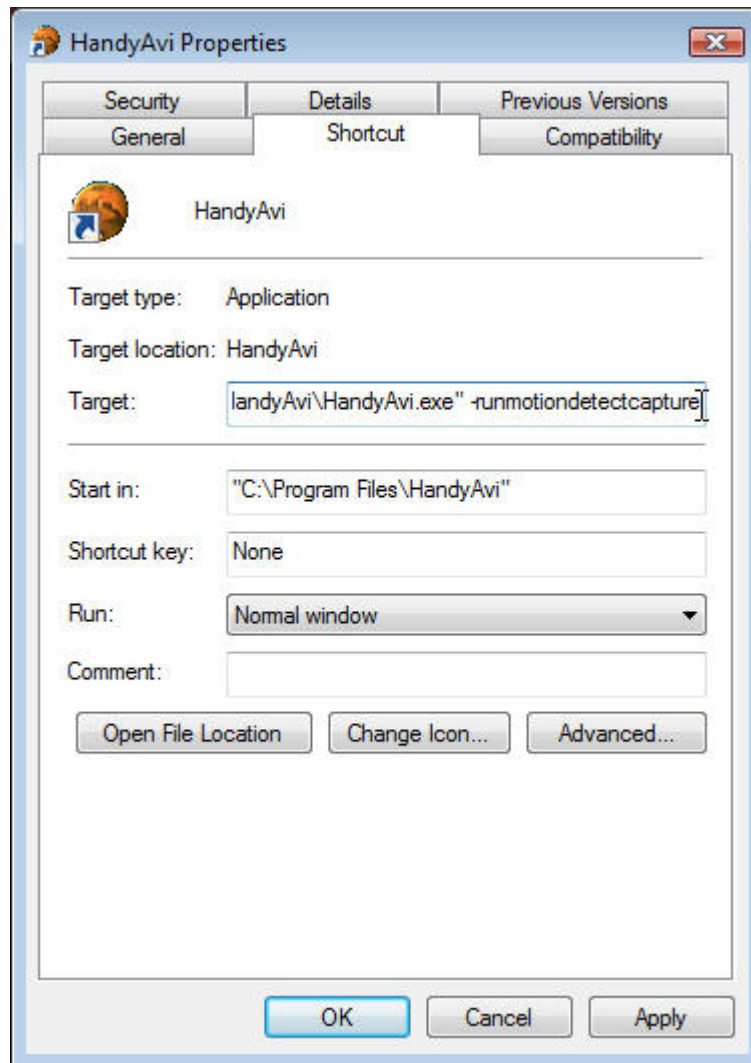 HandyAvi Properties
Security Details Previous Versions
General Shortcut Compatibility
HandyAvi
Target type: Application
Target location: HandyAvi
Target: landyAvi\HandyAvi.exe" -runmotiondetectcapture
Start in: "C:\Program Files\HandyAvi"
Shortcut key: None
Run: Normal window
Comment:
Open File Location Change Icon... Advanced...
OK Cancel Apply